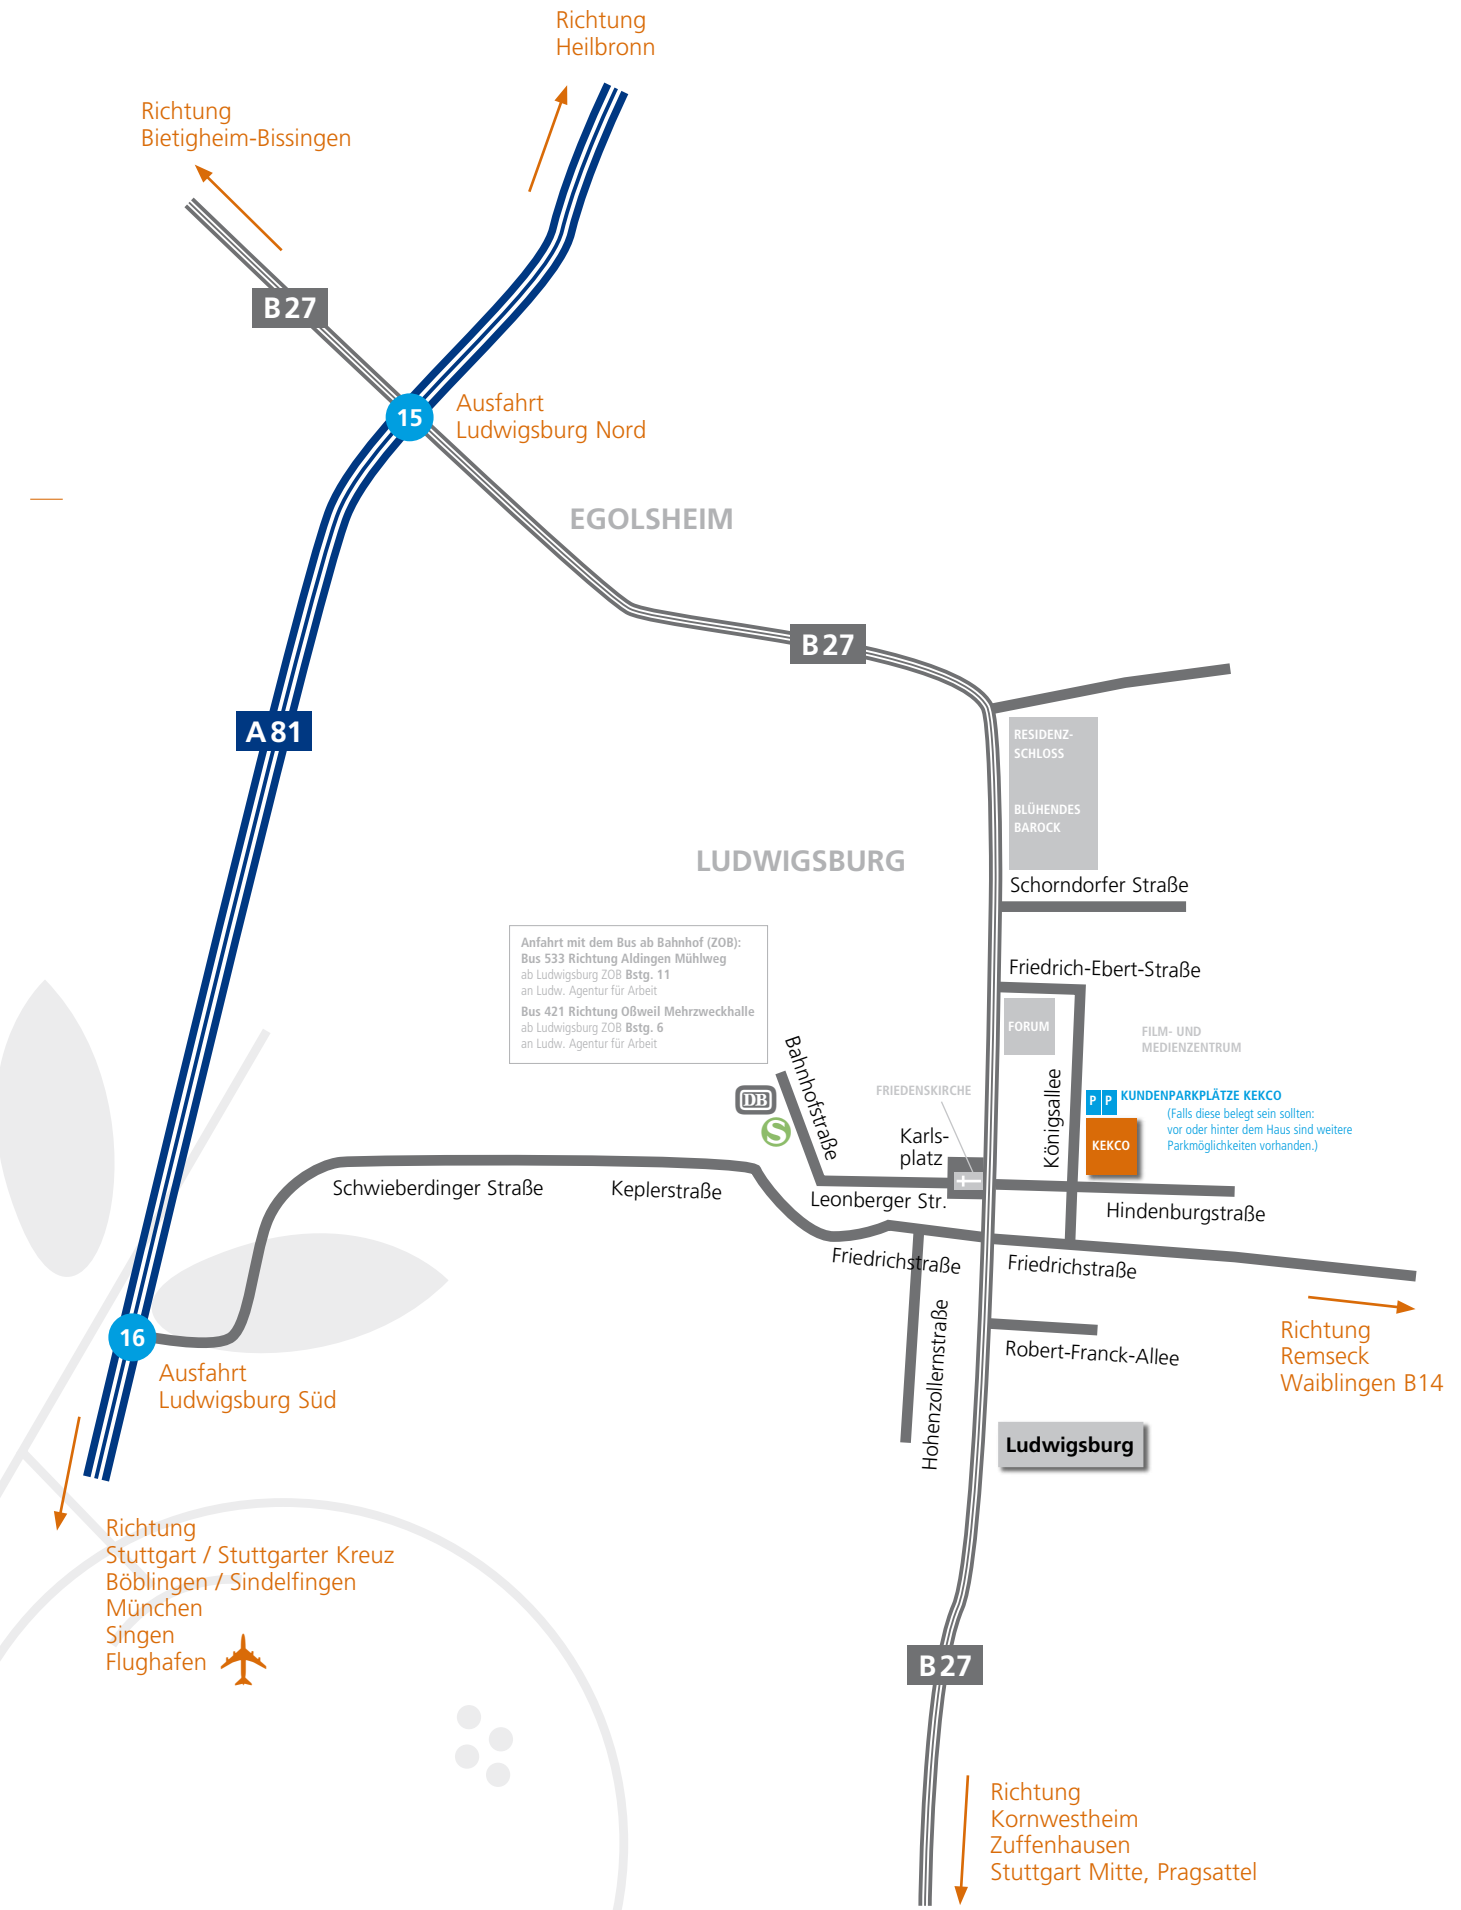 Richtung
Heilbronn
Richtung
Bietigheim-Bissingen
B27
15
Ausfahrt
Ludwigsburg Nord
EGOLSHEIM
B27
A81
RESIDENZ-
SCHLOSS
BLÜHENDES
BAROCK
LUDWIGSBURG
Schorndorfer Straße
Anfahrt mit dem Bus ab Bahnhof (ZOB):
Bus 533 Richtung Aldingen Mühlweg
ab Ludwigsburg ZOB Bstg. 11
an Ludw. Agentur für Arbeit
Bus 421 Richtung Oßweil Mehrzweckhalle
ab Ludwigsburg ZOB Bstg. 6
an Ludw. Agentur für Arbeit
Friedrich-Ebert-Straße
FORUM
FILM- UND
MEDIENZENTRUM
Bahnhofstraße
DB
S
FRIEDENSKIRCHE
Karls-
platz
Königsallee
P P KUNDENPARKPLÄTZE KEKCO
(Falls diese belegt sein sollten:
vor oder hinter dem Haus sind weitere
Parkmöglichkeiten vorhanden.)
KEKCO
Schwieberdinger Straße
Keplerstraße
Leonberger Str.
Hindenburgstraße
Friedrichstraße
Friedrichstraße
Hohenzollernstraße
Robert-Franck-Allee
Richtung
Remseck
Waiblingen B14
16
Ausfahrt
Ludwigsburg Süd
Ludwigsburg
Richtung
Stuttgart / Stuttgarter Kreuz
Böblingen / Sindelfingen
München
Singen
Flughafen
B27
Richtung
Kornwestheim
Zuffenhausen
Stuttgart Mitte, Pragsattel